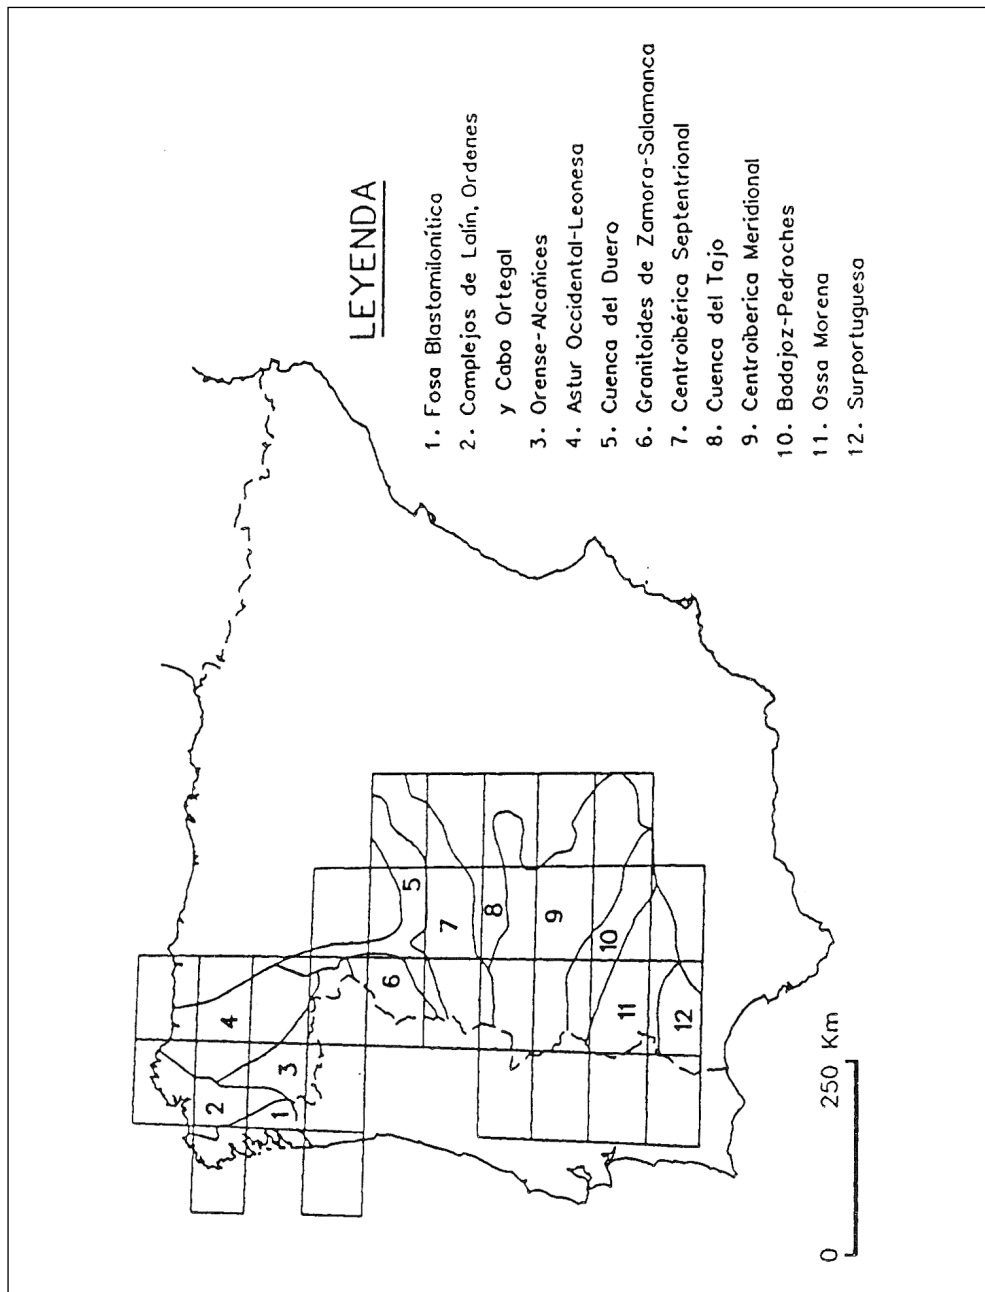 LEYENDA
1. Fosa Blastomilonítica
2. Complejos de Lalín, Ordenes
y Cabo Ortegal
3. Orense-Alcañices
4. Astur Occidental-Leonesa
5. Cuenca del Duero
6. Granitoides de Zamora-Salamanca
7. Centroibérica Septentrional
8. Cuenca del Tajo
9. Centroiberica Meridional
10. Badajoz-Pedroches
11. Ossa Morena
12. Surportuguesa
1
2
3
4
5
6
7
8
9
10
11
12
0 250 Km